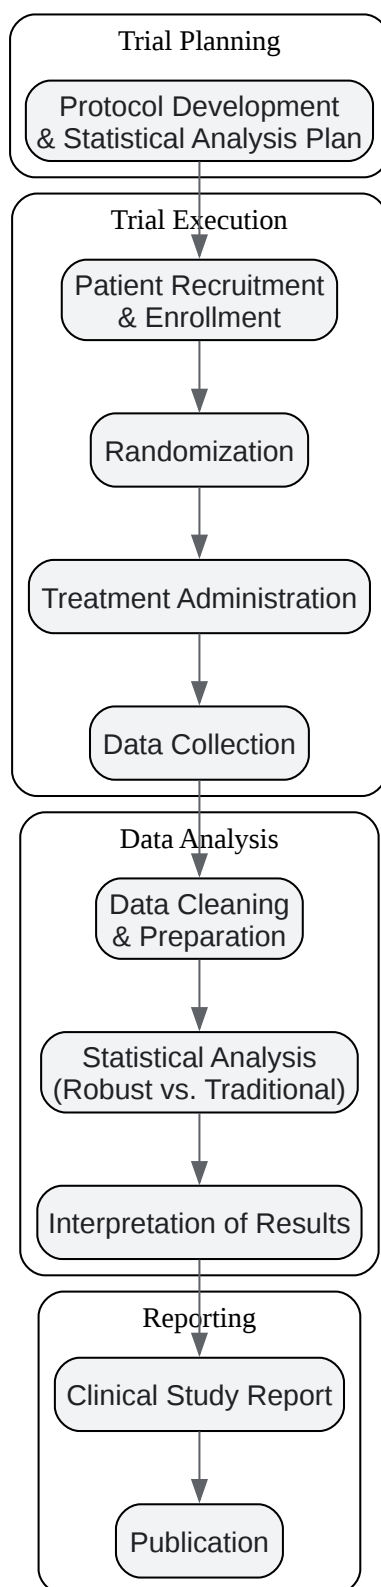 Trial Planning
Protocol Development
& Statistical Analysis Plan
Trial Execution
Patient Recruitment
& Enrollment
Randomization
Treatment Administration
Data Collection
Data Analysis
Data Cleaning
& Preparation
Statistical Analysis
(Robust vs. Traditional)
Interpretation of Results
Reporting
Clinical Study Report
Publication